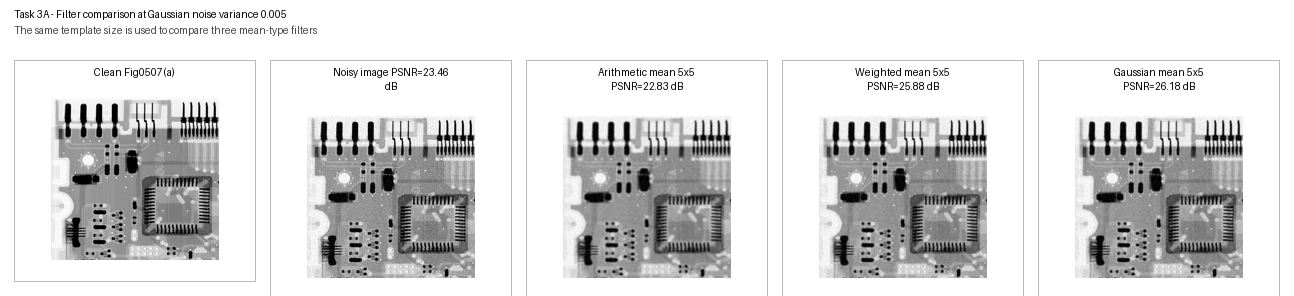 Task 3A - Filter comparison at Gaussian noise variance 0.005
The same template size is used to compare three mean-type filters
Clean Fig0507(a)
Noisy image PSNR=23.46
dB
Arithmetic mean 5x5
PSNR=22.83 dB
Weighted mean 5x5
PSNR=25.88 dB
Gaussian mean 5x5
PSNR=26.18 dB